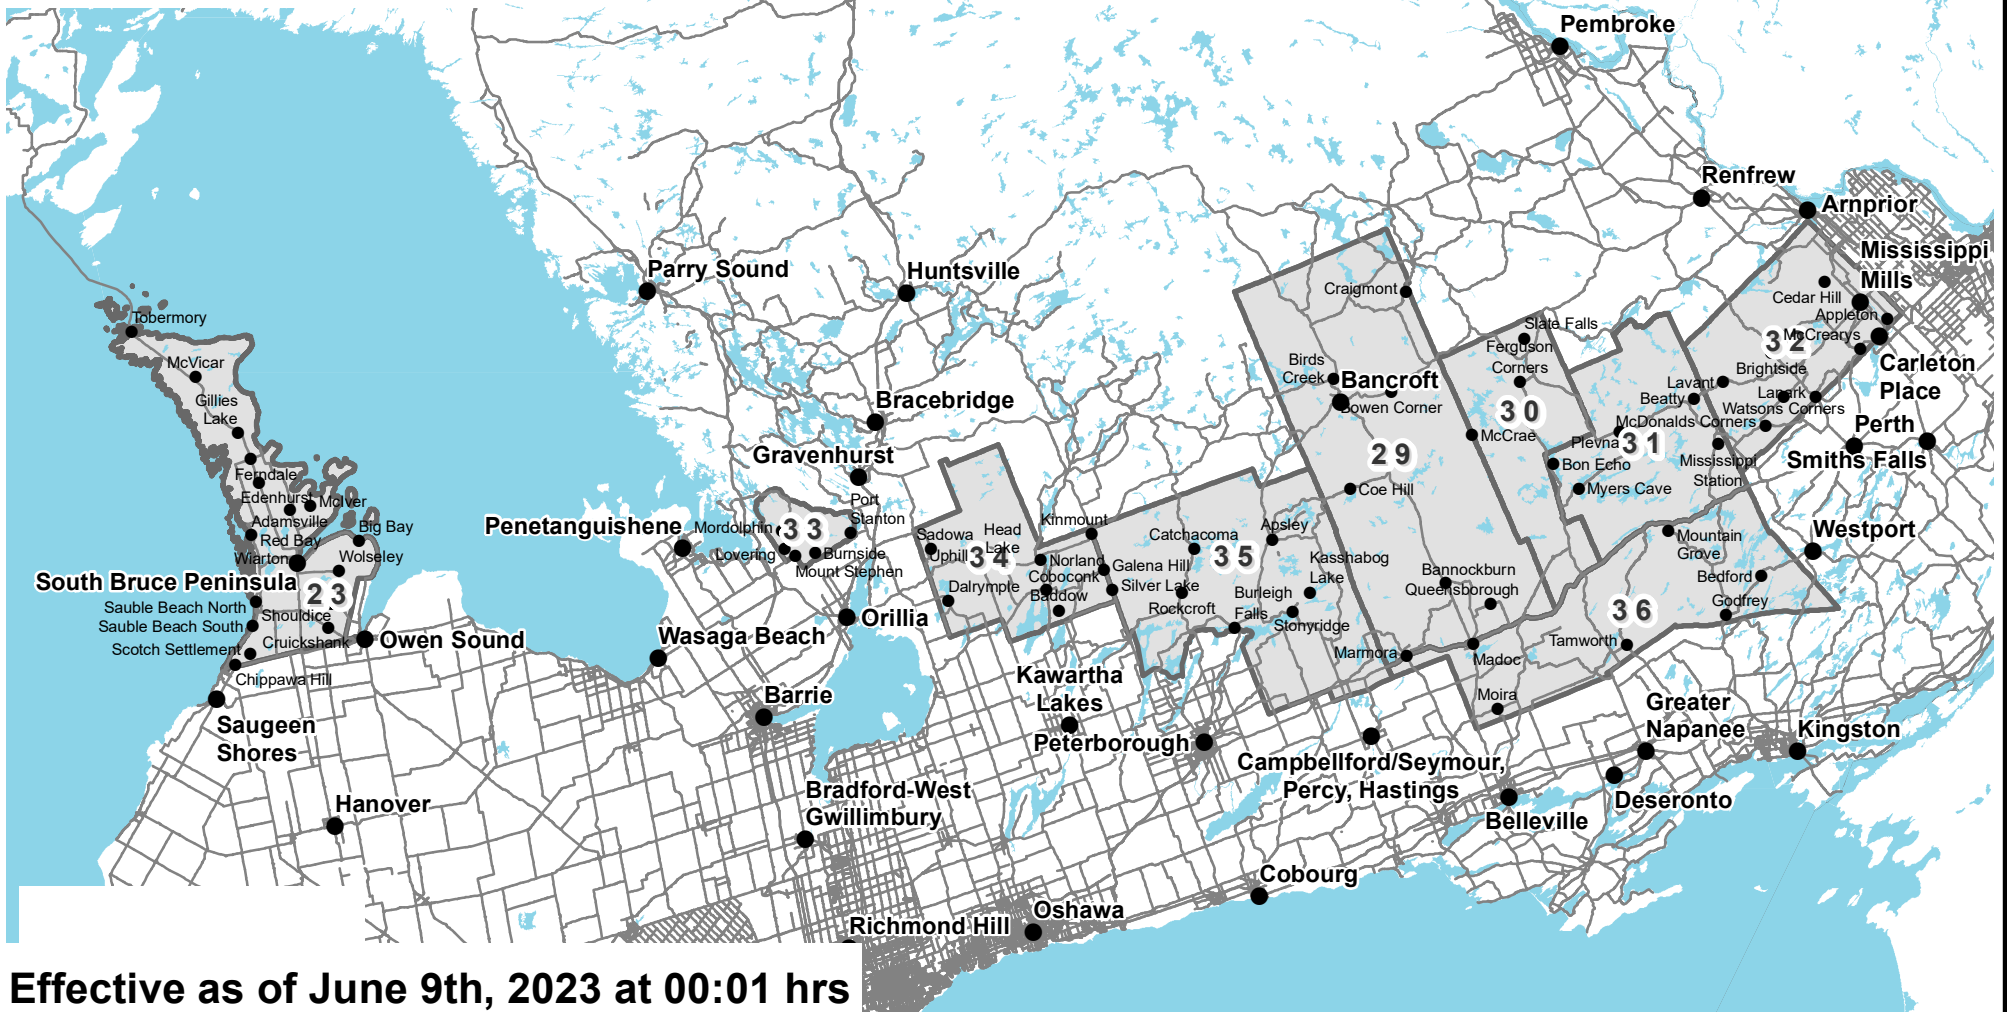 Pembroke
Renfrew
Arnprior
Mississippi
Mills
Parry Sound
Huntsville
Craigmont
Cedar Hill
Appleton
Tobermory
Slate Falls
Ferguson
Corners
32
McCrearys
McVicar
Birds
Creek
Bancroft
Bowen Corner
Brightside
Carleton
Place
Gillies
Lake
Bracebridge
30
Lavant
Beatty
Lanark
Watsons Corners
McDonalds Corners
Perth
Smiths Falls
Gravenhurst
29
McCrae
Plevna
31
Ferndale
Bon Echo
Mississippi
Station
Edenhurst
McIver
Port
Stanton
Coe Hill
Myers Cave
Adamsville
Big Bay
Penetanguishene
Mordolphin
33
Sadowa
Head
Lake
Kinmount
Catchacoma
Apsley
Westport
Red Bay
Wiarton
Wolseley
Lovering
Burnside
Mount Stephen
Uphill
34
Norland
Galena Hill
35
Kasshabog
Lake
Mountain
Grove
South Bruce Peninsula
23
Dalrymple
Coboconk
Baddow
Silver Lake
Rockcroft
Burleigh
Falls
Bannockburn
Queensborough
Bedford
Sauble Beach North
Sauble Beach South
Shouldice
Orillia
Stonyridge
36
Godfrey
Scotch Settlement
Cruickshank
Owen Sound
Wasaga Beach
Marmora
Madoc
Tamworth
Chippawa Hill
Kawartha
Lakes
Moira
Saugeen
Shores
Barrie
Peterborough
Greater
Napanee
Kingston
Campbellford/Seymour,
Percy, Hastings
Hanover
Bradford-West
Gwillimbury
Deseronto
Belleville
Cobourg
Richmond Hill
Oshawa
Effective as of June 9th, 2023 at 00:01 hrs